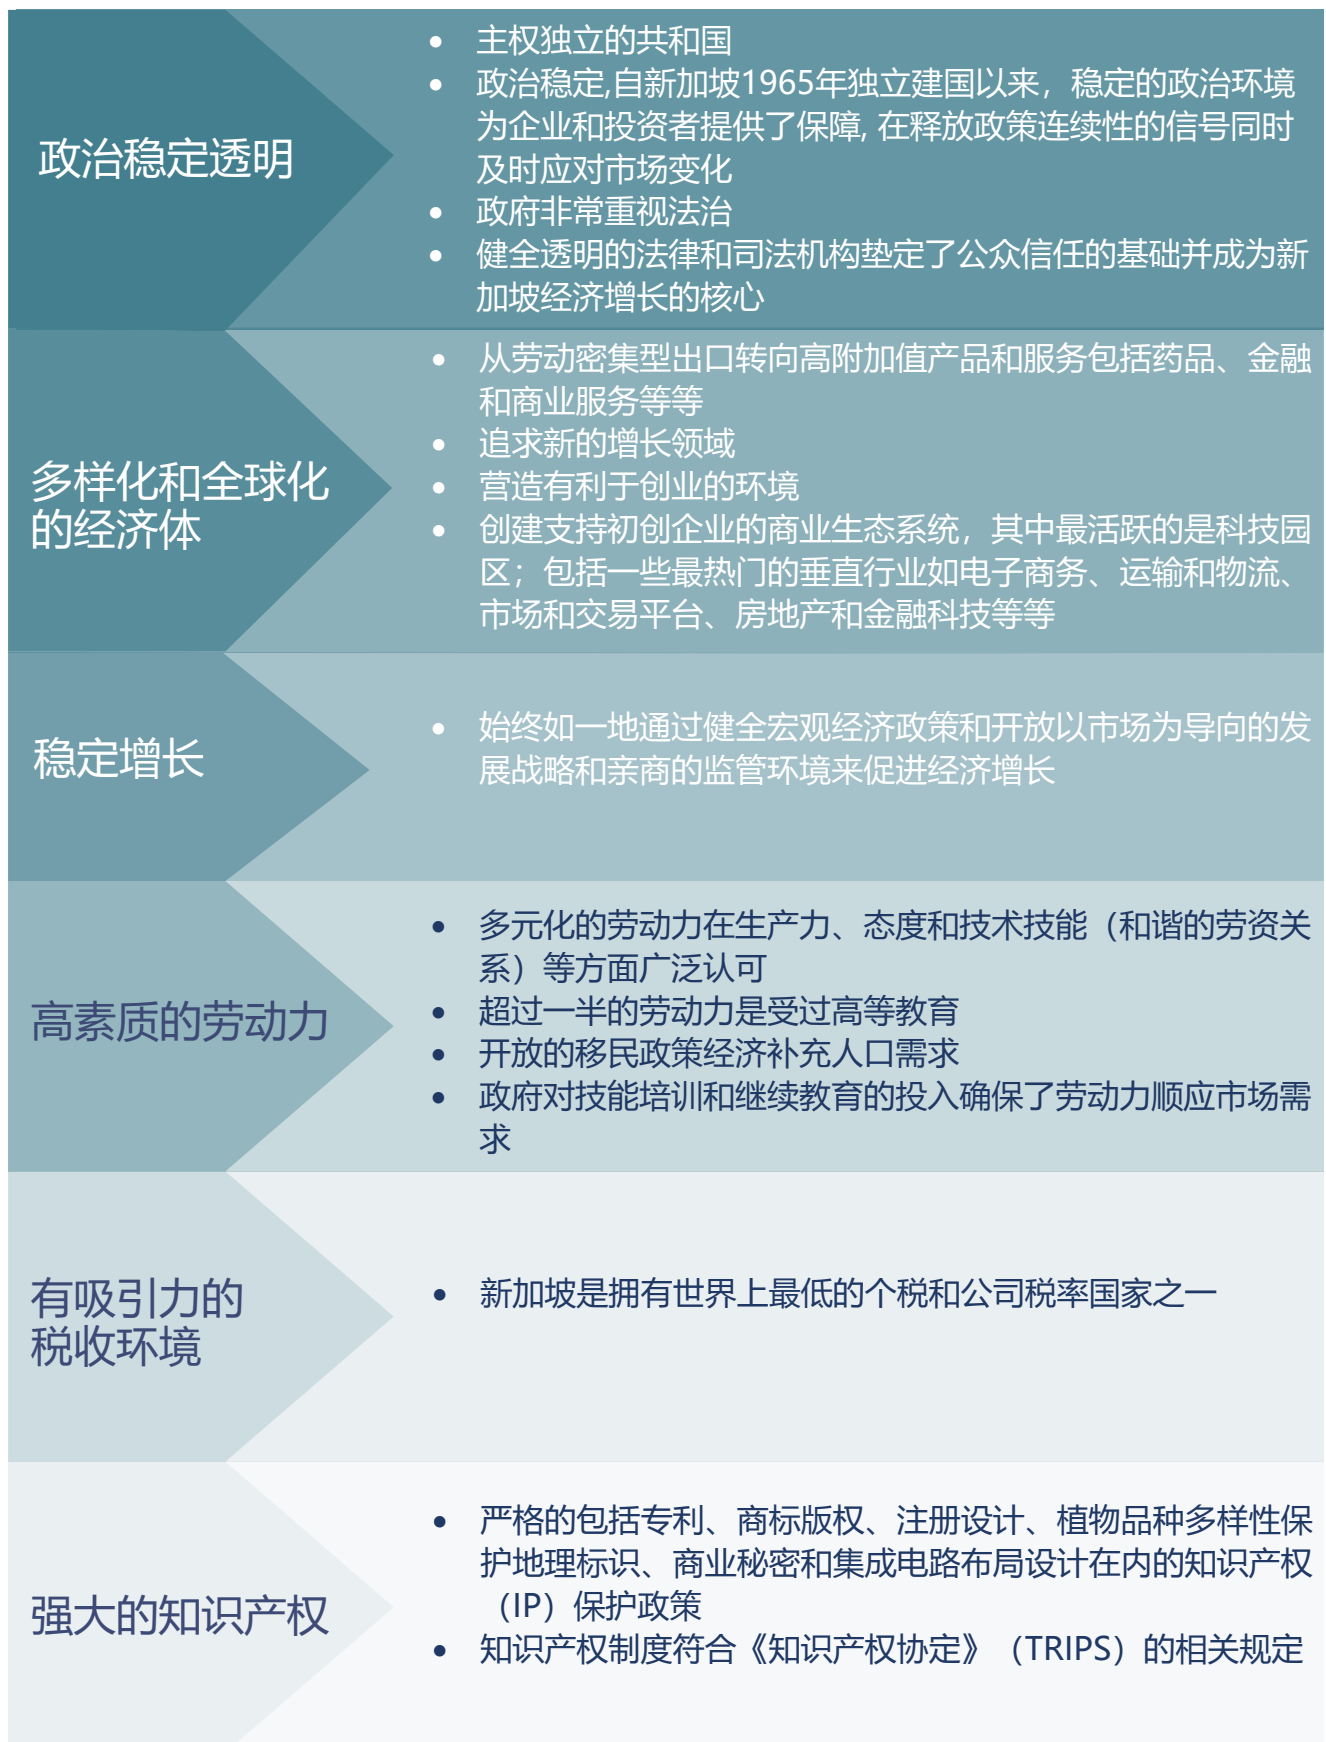 政治稳定透明
• 主权独立的共和国
• 政治稳定,自新加坡1965年独立建国以来，稳定的政治环境
为企业和投资者提供了保障, 在释放政策连续性的信号同时
及时应对市场变化
• 政府非常重视法治
• 健全透明的法律和司法机构垫定了公众信任的基础并成为新
加坡经济增长的核心
多样化和全球化
的经济体
• 从劳动密集型出口转向高附加值产品和服务包括药品、金融
和商业服务等等
• 追求新的增长领域
• 营造有利于创业的环境
• 创建支持初创企业的商业生态系统，其中最活跃的是科技园
区；包括一些最热门的垂直行业如电子商务、运输和物流、
市场和交易平台、房地产和金融科技等等
稳定增长
• 始终如一地通过健全宏观经济政策和开放以市场为导向的发
展战略和亲商的监管环境来促进经济增长
高素质的劳动力
• 多元化的劳动力在生产力、态度和技术技能（和谐的劳资关
系）等方面广泛认可
• 超过一半的劳动力是受过高等教育
• 开放的移民政策经济补充人口需求
• 政府对技能培训和继续教育的投入确保了劳动力顺应市场需
求
有吸引力的
税收环境
• 新加坡是拥有世界上最低的个税和公司税率国家之一
强大的知识产权
• 严格的包括专利、商标版权、注册设计、植物品种多样性保
护地理标识、商业秘密和集成电路布局设计在内的知识产权
（IP）保护政策
• 知识产权制度符合《知识产权协定》（TRIPS）的相关规定